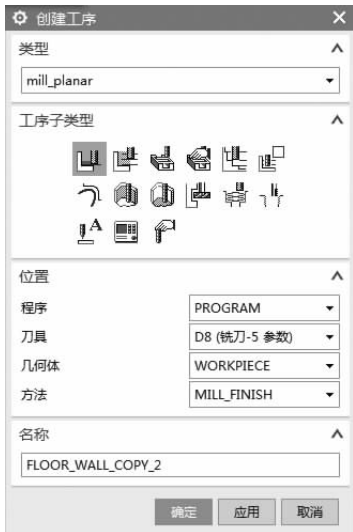 创建工序
类型
mill_planar
工序子类型
A
位置
程序 PROGRAM
刀具 D8 (铣刀-5 参数)
几何体 WORKPIECE
方法 MILL_FINISH
名称
FLOOR_WALL_COPY_2
确定 应用 取消